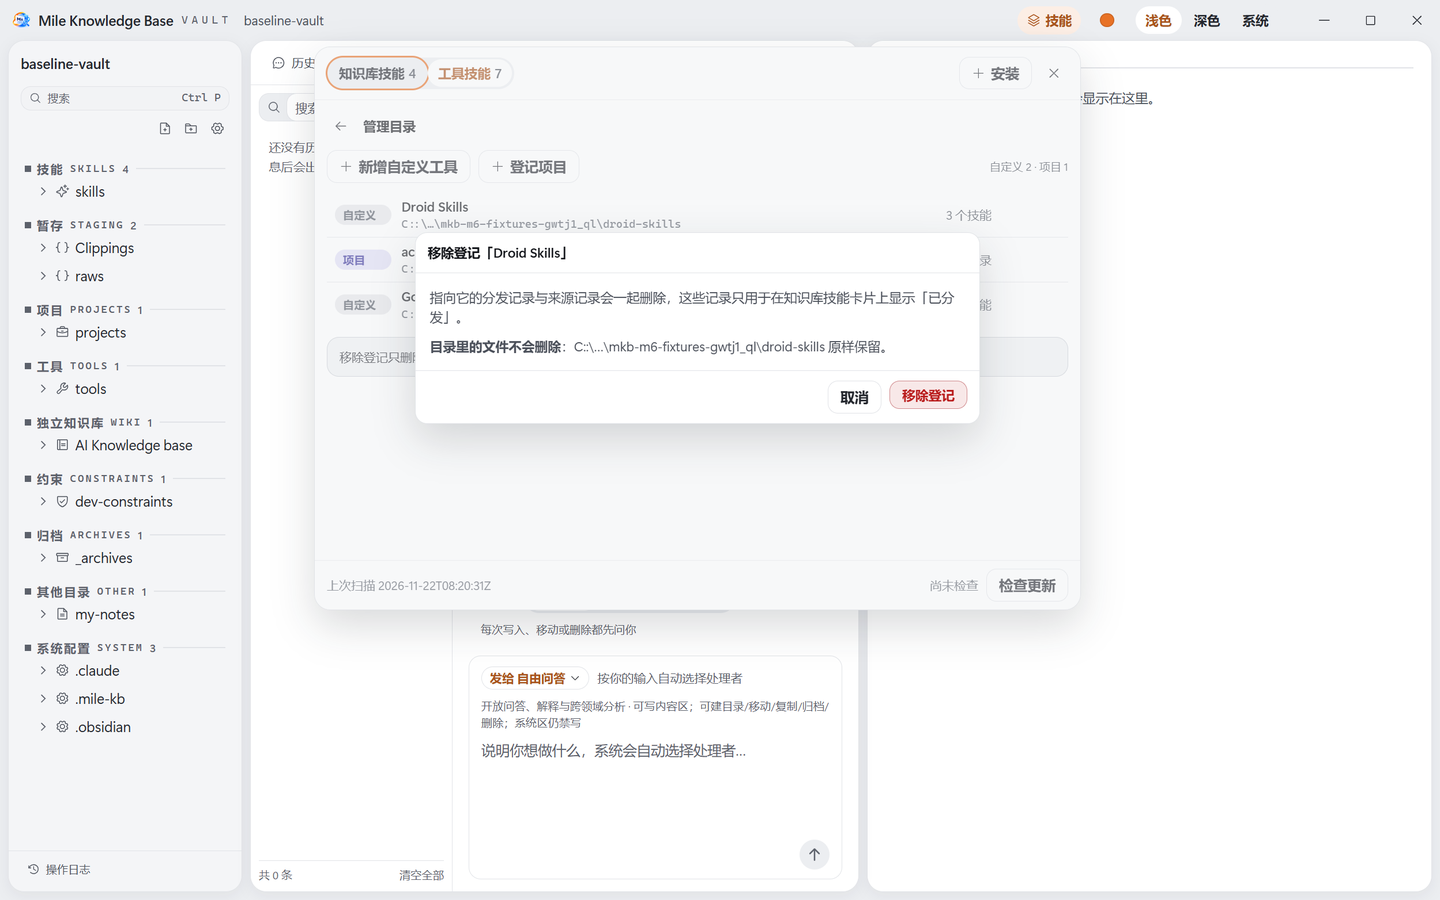 Mile Knowledge Base VAULT baseline-vault
技能 浅色 深色 系统
baseline-vault
搜索 Ctrl P
技能 SKILLS 4
skills
暂存 STAGING 2
Clippings
raws
项目 PROJECTS 1
projects
工具 TOOLS 1
tools
独立知识库 WIKI 1
AI Knowledge base
约束 CONSTRAINTS 1
dev-constraints
归档 ARCHIVES 1
_archives
其他目录 OTHER 1
my-notes
系统配置 SYSTEM 3
.claude
.mile-kb
.obsidian
操作日志
历史
搜索
还没有历
息后会出
共 0 条 清空全部
知识库技能 4 工具技能 7 安装
管理目录
新增自定义工具 登记项目 自定义 2 · 项目 1
自定义 Droid Skills 3 个技能
C::\…\mkb-m6-fixtures-gwtj1_ql\droid-skills
项目 ac 录
C:
自定义 Go 能
C:
移除登记只删
移除登记「Droid Skills」
指向它的分发记录与来源记录会一起删除，这些记录只用于在知识库技能卡片上显示「已分
发」。
目录里的文件不会删除：C::\…\mkb-m6-fixtures-gwtj1_ql\droid-skills 原样保留。
取消 移除登记
上次扫描 2026-11-22T08:20:31Z 尚未检查 检查更新
每次写入、移动或删除都先问你
发给 自由问答 按你的输入自动选择处理者
开放问答、解释与跨领域分析 · 可写内容区；可建目录/移动/复制/归档/
删除；系统区仍禁写
说明你想做什么，系统会自动选择处理者...
显示在这里。